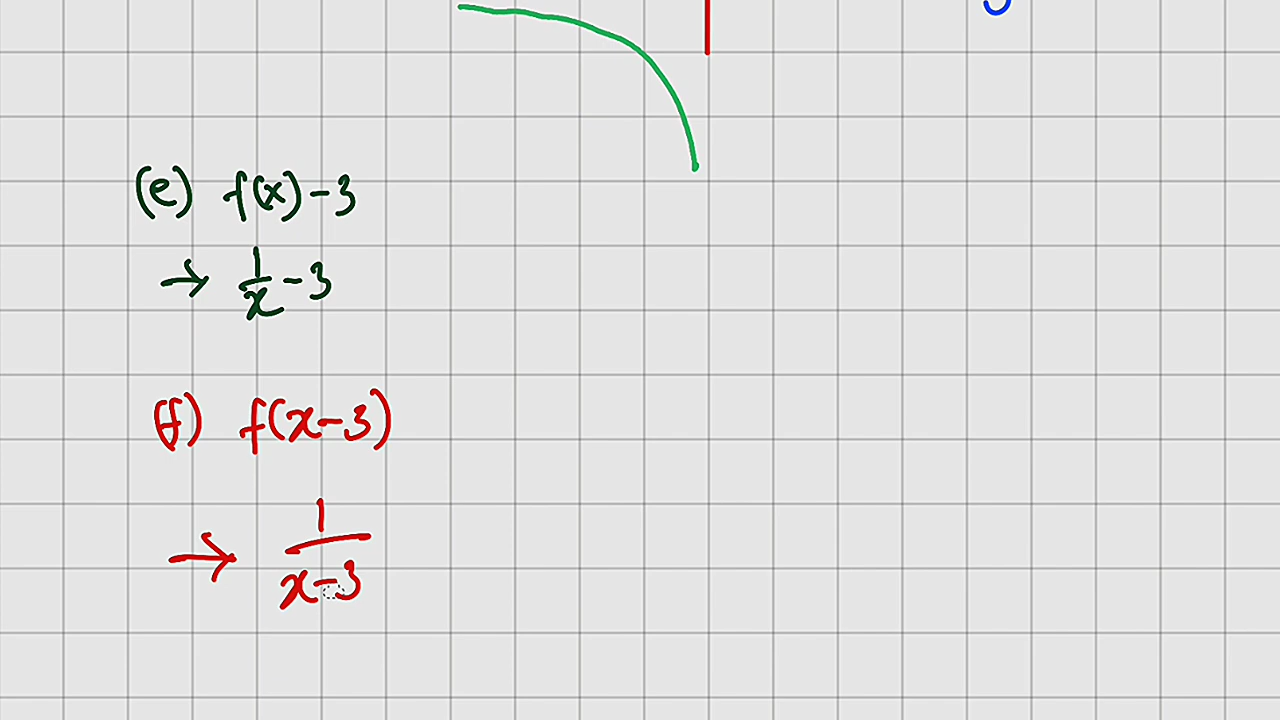 (e) f(x)-3
→ 1/x -3
(f) f(x-3)
→ 1/(x-3)